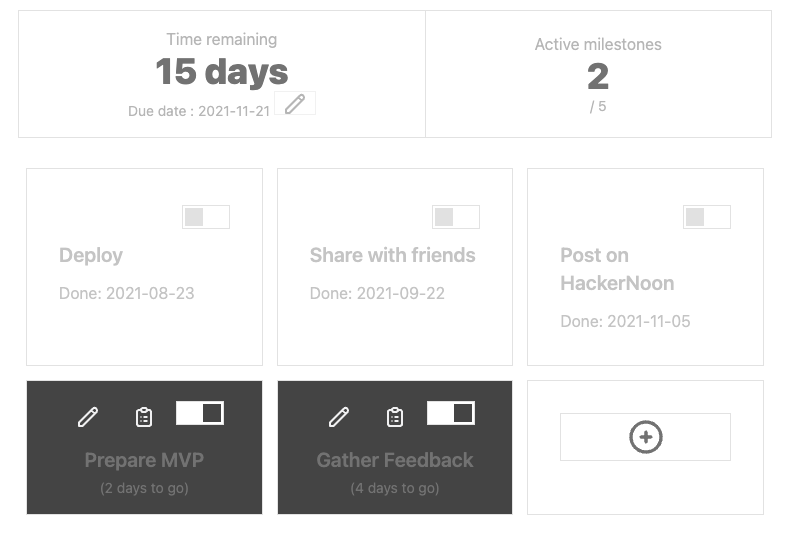 Time remaining
15 days
Due date : 2021-11-21
Active milestones
2
/ 5
Deploy
Done: 2021-08-23
Share with friends
Done: 2021-09-22
Post on
HackerNoon
Done: 2021-11-05
Prepare MVP
(2 days to go)
Gather Feedback
(4 days to go)